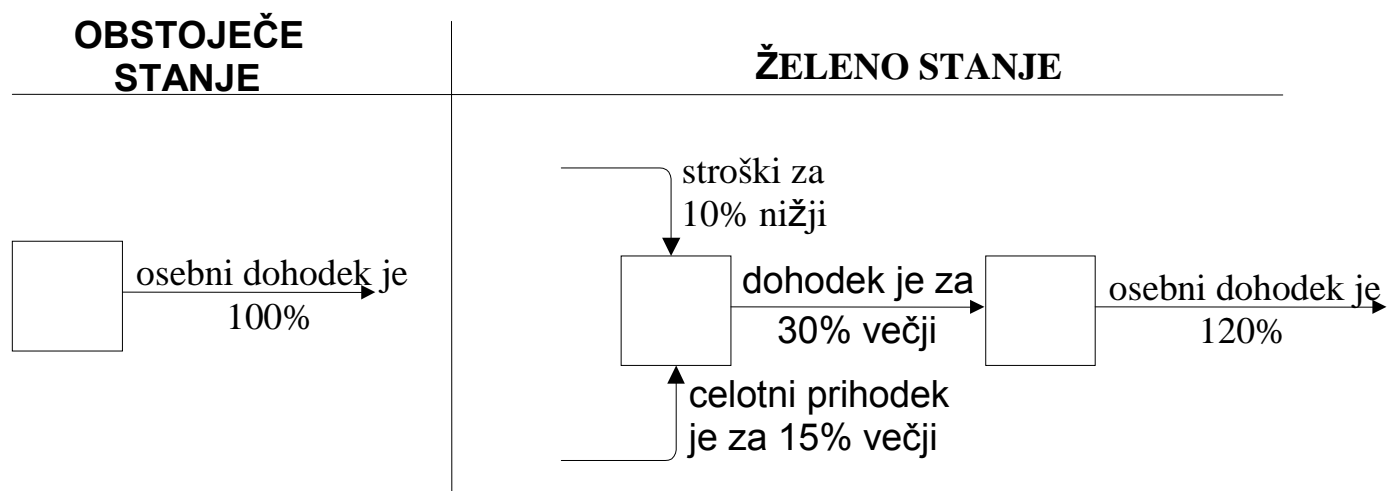 OBSTOJEČE
STANJE
ŽELENO STANJE
osebni dohodek je
100%
stroški za
10% nižji
dohodek je za
30% večji
celotni prihodek
je za 15% večji
osebni dohodek je
120%